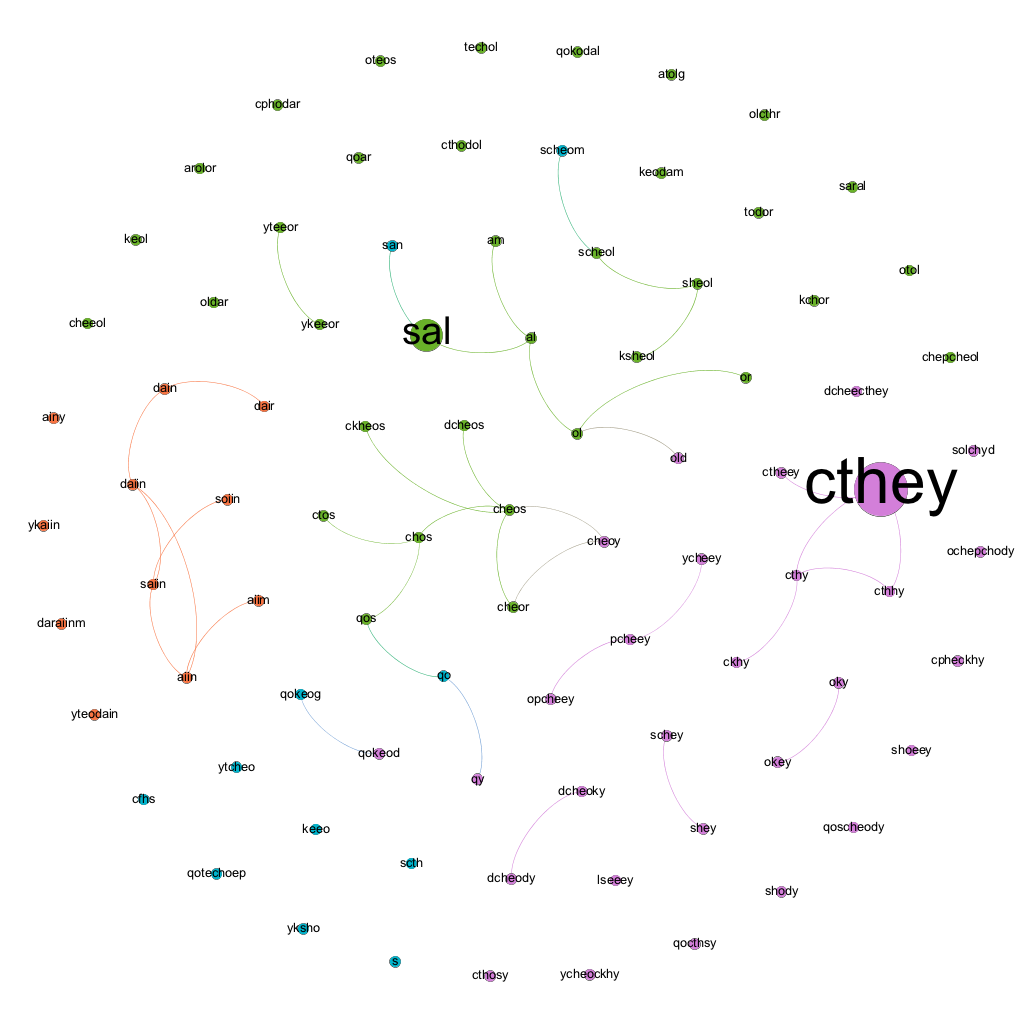 techol
qokodal
oteos
atolg
cphodar
olcthr
cthodol
scheom
qoar
arolor
keodam
saral
todor
yteeor
keol
am
san
scheol
otol
sheol
oldar
kchor
cheeol
ykeeor
sal
al
ksheol
chepcheol
or
dain
dcheecthey
dair
ainy
ckheos
dcheos
ol
solchyd
old
ctheey
cthey
daiin
soiin
cheos
ctos
ykaiin
chos
cheoy
ochepchody
ycheey
cthy
saiin
cthhy
aiim
cheor
qos
daraiinm
pcheey
ckhy
cpheckhy
qo
aiin
oky
qokeog
opcheey
yteodain
schey
shoeey
qokeod
okey
ytcheo
qy
dcheoky
cfhs
keeo
shey
qoscheody
scth
qotechoep
dcheody
lseeey
shody
yksho
qocthsy
s
cthosy
ycheockhy